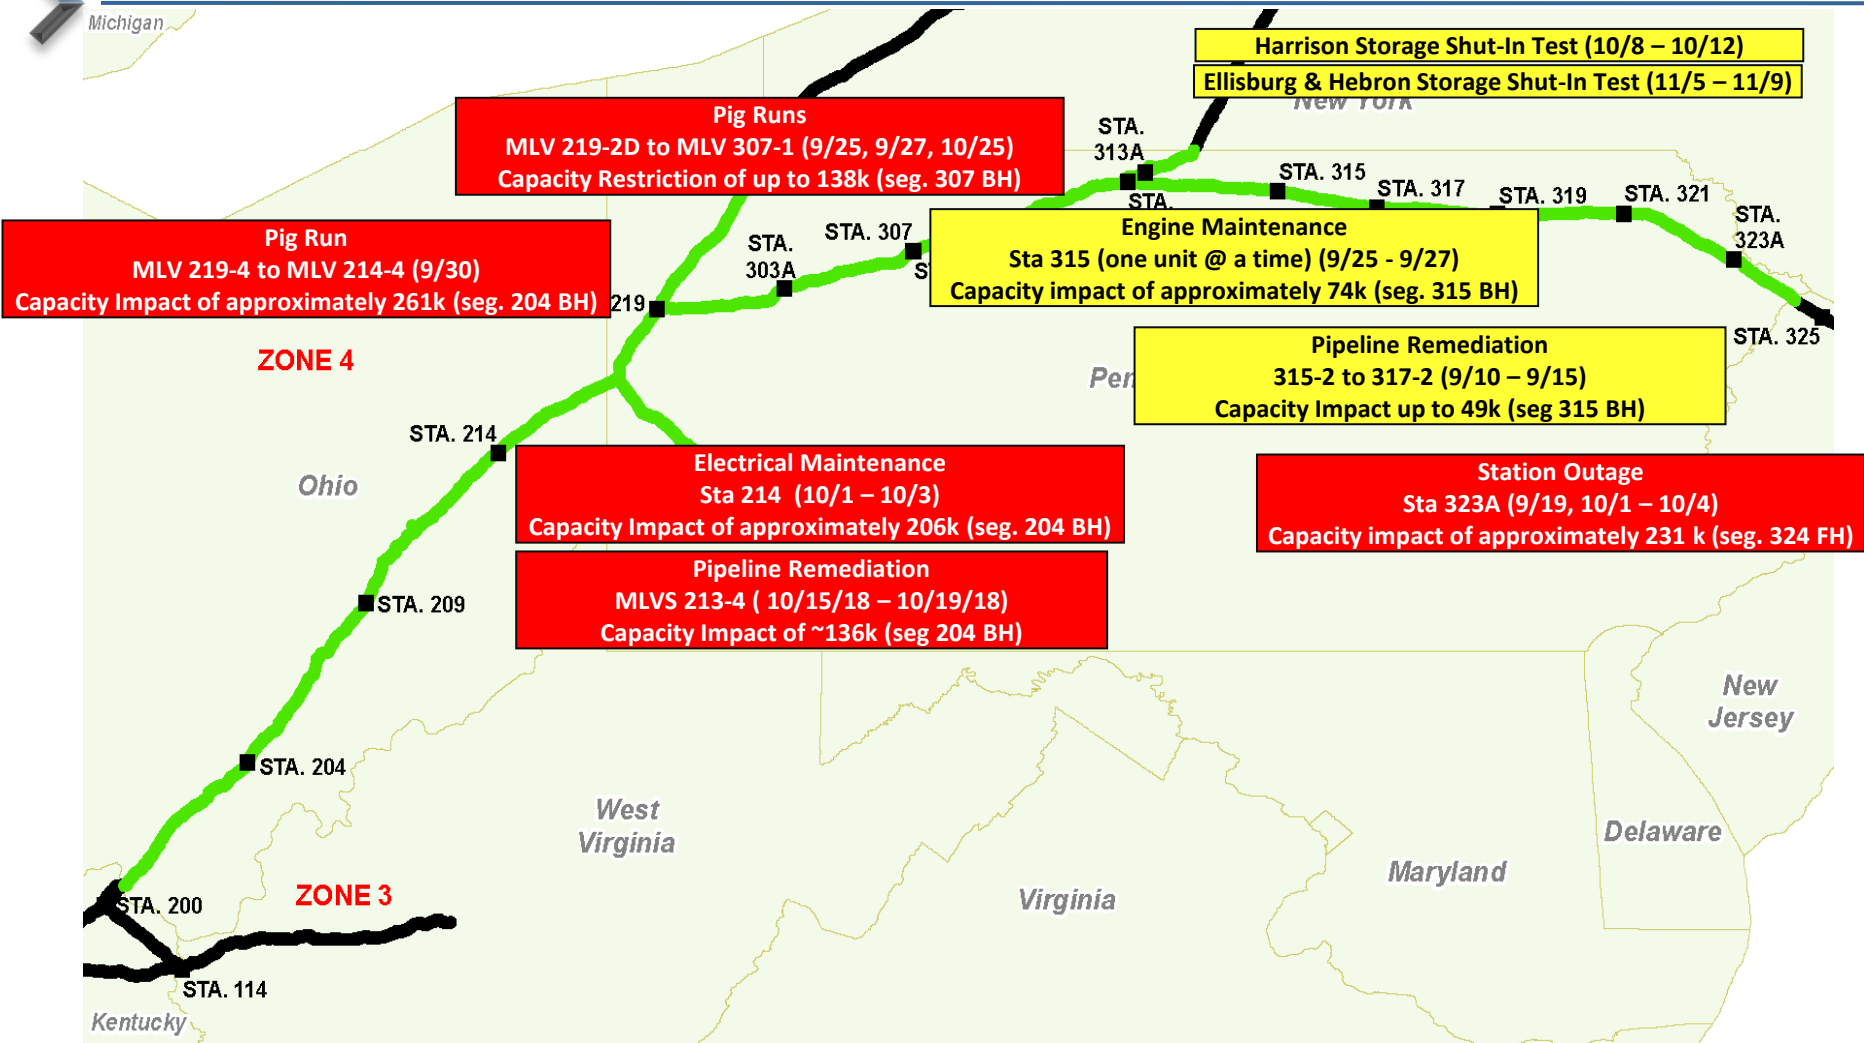 Michigan
Harrison Storage Shut-In Test (10/8 – 10/12)
Ellisburg & Hebron Storage Shut-In Test (11/5 – 11/9)
New York
Pig Runs
MLV 219-2D to MLV 307-1 (9/25, 9/27, 10/25)
Capacity Restriction of up to 138k (seg. 307 BH)
STA.
313A
STA.
STA. 315
STA. 317
STA. 319
STA. 321
STA.
323A
STA. 325
Pig Run
MLV 219-4 to MLV 214-4 (9/30)
Capacity Impact of approximately 261k (seg. 204 BH)
219
STA.
303A
STA. 307
Engine Maintenance
Sta 315 (one unit @ a time) (9/25 - 9/27)
Capacity impact of approximately 74k (seg. 315 BH)
ZONE 4
Pipeline Remediation
315-2 to 317-2 (9/10 – 9/15)
Capacity Impact up to 49k (seg 315 BH)
STA. 214
Ohio
Electrical Maintenance
Sta 214 (10/1 – 10/3)
Capacity Impact of approximately 206k (seg. 204 BH)
Station Outage
Sta 323A (9/19, 10/1 – 10/4)
Capacity impact of approximately 231 k (seg. 324 FH)
Pipeline Remediation
MLVS 213-4 ( 10/15/18 – 10/19/18)
Capacity Impact of ~136k (seg 204 BH)
STA. 209
New
Jersey
STA. 204
West
Virginia
Delaware
Maryland
Virginia
ZONE 3
STA. 200
STA. 114
Kentucky